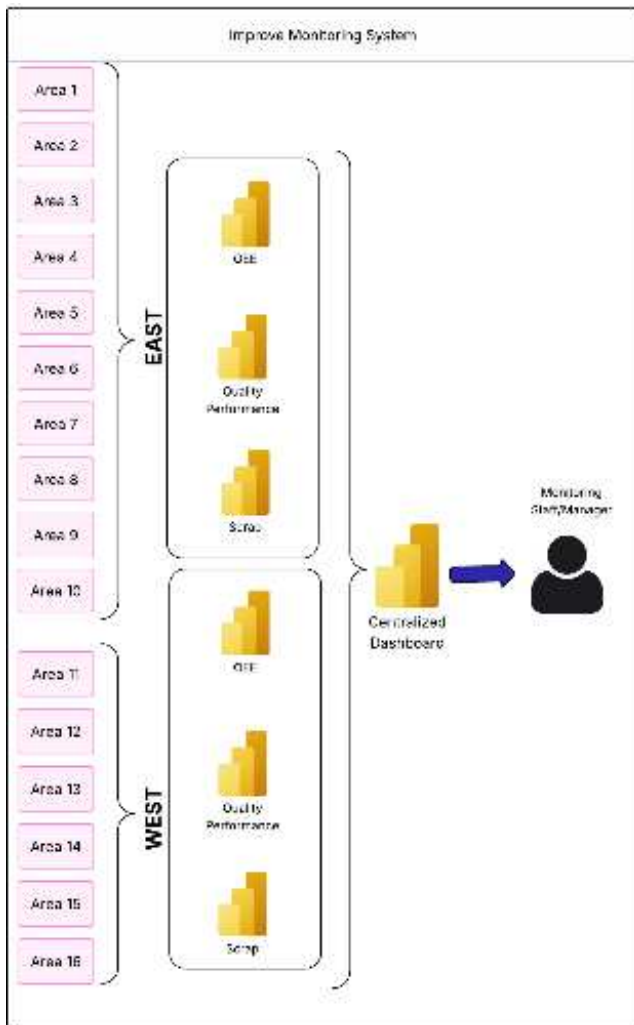 Improve Monitoring System
Area 1
Area 2
Area 3
Area 4
Area 5
Area 6
Area 7
Area 8
Area 9
Area 10
EAST
OEE
Quality
Performance
Scrap
Area 11
Area 12
Area 13
Area 14
Area 15
Area 16
WEST
OEE
Quality
Performance
Scrap
Centralized
Dashboard
Monitoring
Staff/Manager